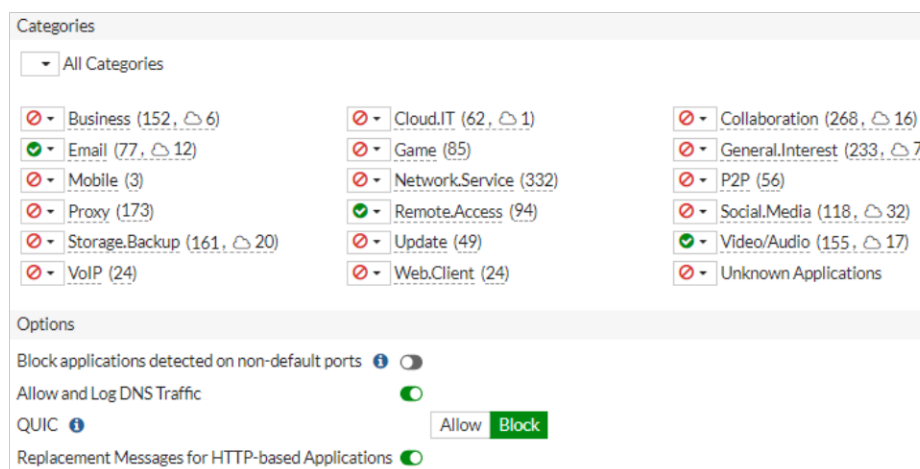 Categories
All Categories
Business (152, 6) Cloud.IT (62, 1) Collaboration (268, 16)
Email (77, 12) Game (85) General.Interest (233, 7
Mobile (3) Network.Service (332) P2P (56)
Proxy (173) Remote.Access (94) Social.Media (118, 32)
Storage.Backup (161, 20) Update (49) Video/Audio (155, 17)
VoIP (24) Web.Client (24) Unknown Applications
Options
Block applications detected on non-default ports
Allow and Log DNS Traffic
QUIC Allow Block
Replacement Messages for HTTP-based Applications